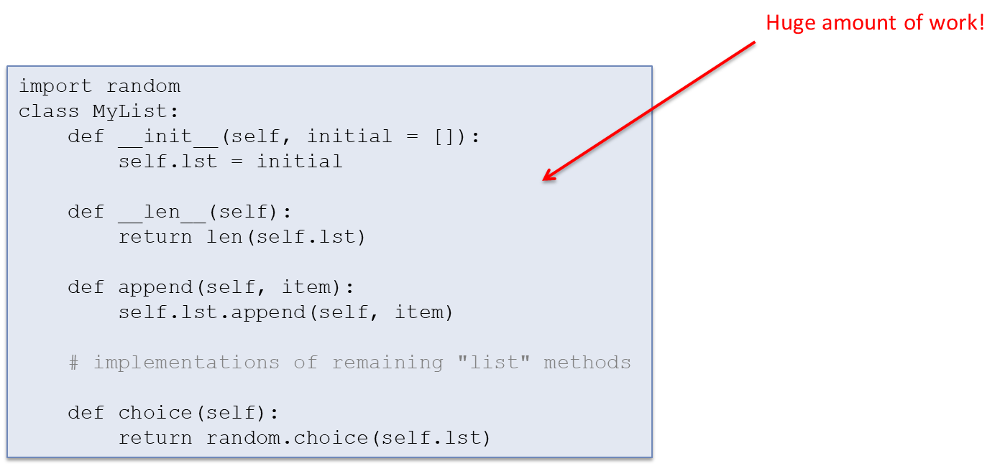 Huge amount of work!
import random
class MyList:
    def __init__(self, initial = []):
        self.lst = initial
    def __len__(self):
        return len(self.lst)
    def append(self, item):
        self.lst.append(self, item)
    # implementations of remaining "list" methods
    def choice(self):
        return random.choice(self.lst)